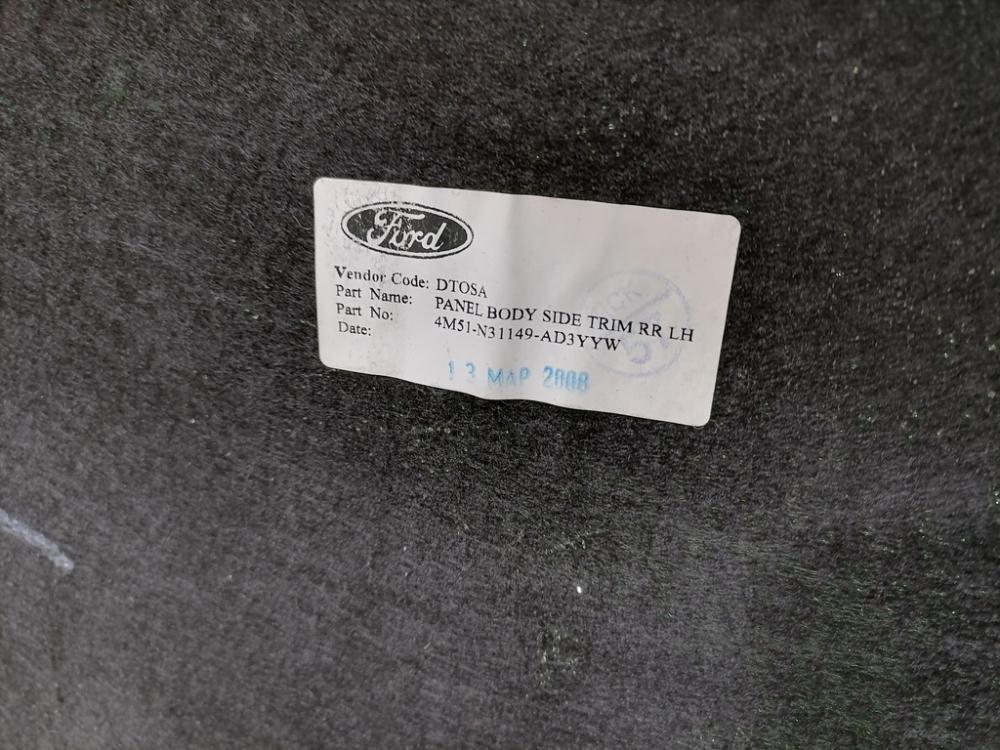 Ford
Vendor Code: DTOSA
Part Name: PANEL BODY SIDE TRIM RR LH
Part No: 4M51-N31149-AD3YYW
Date: 13 МАР 2008